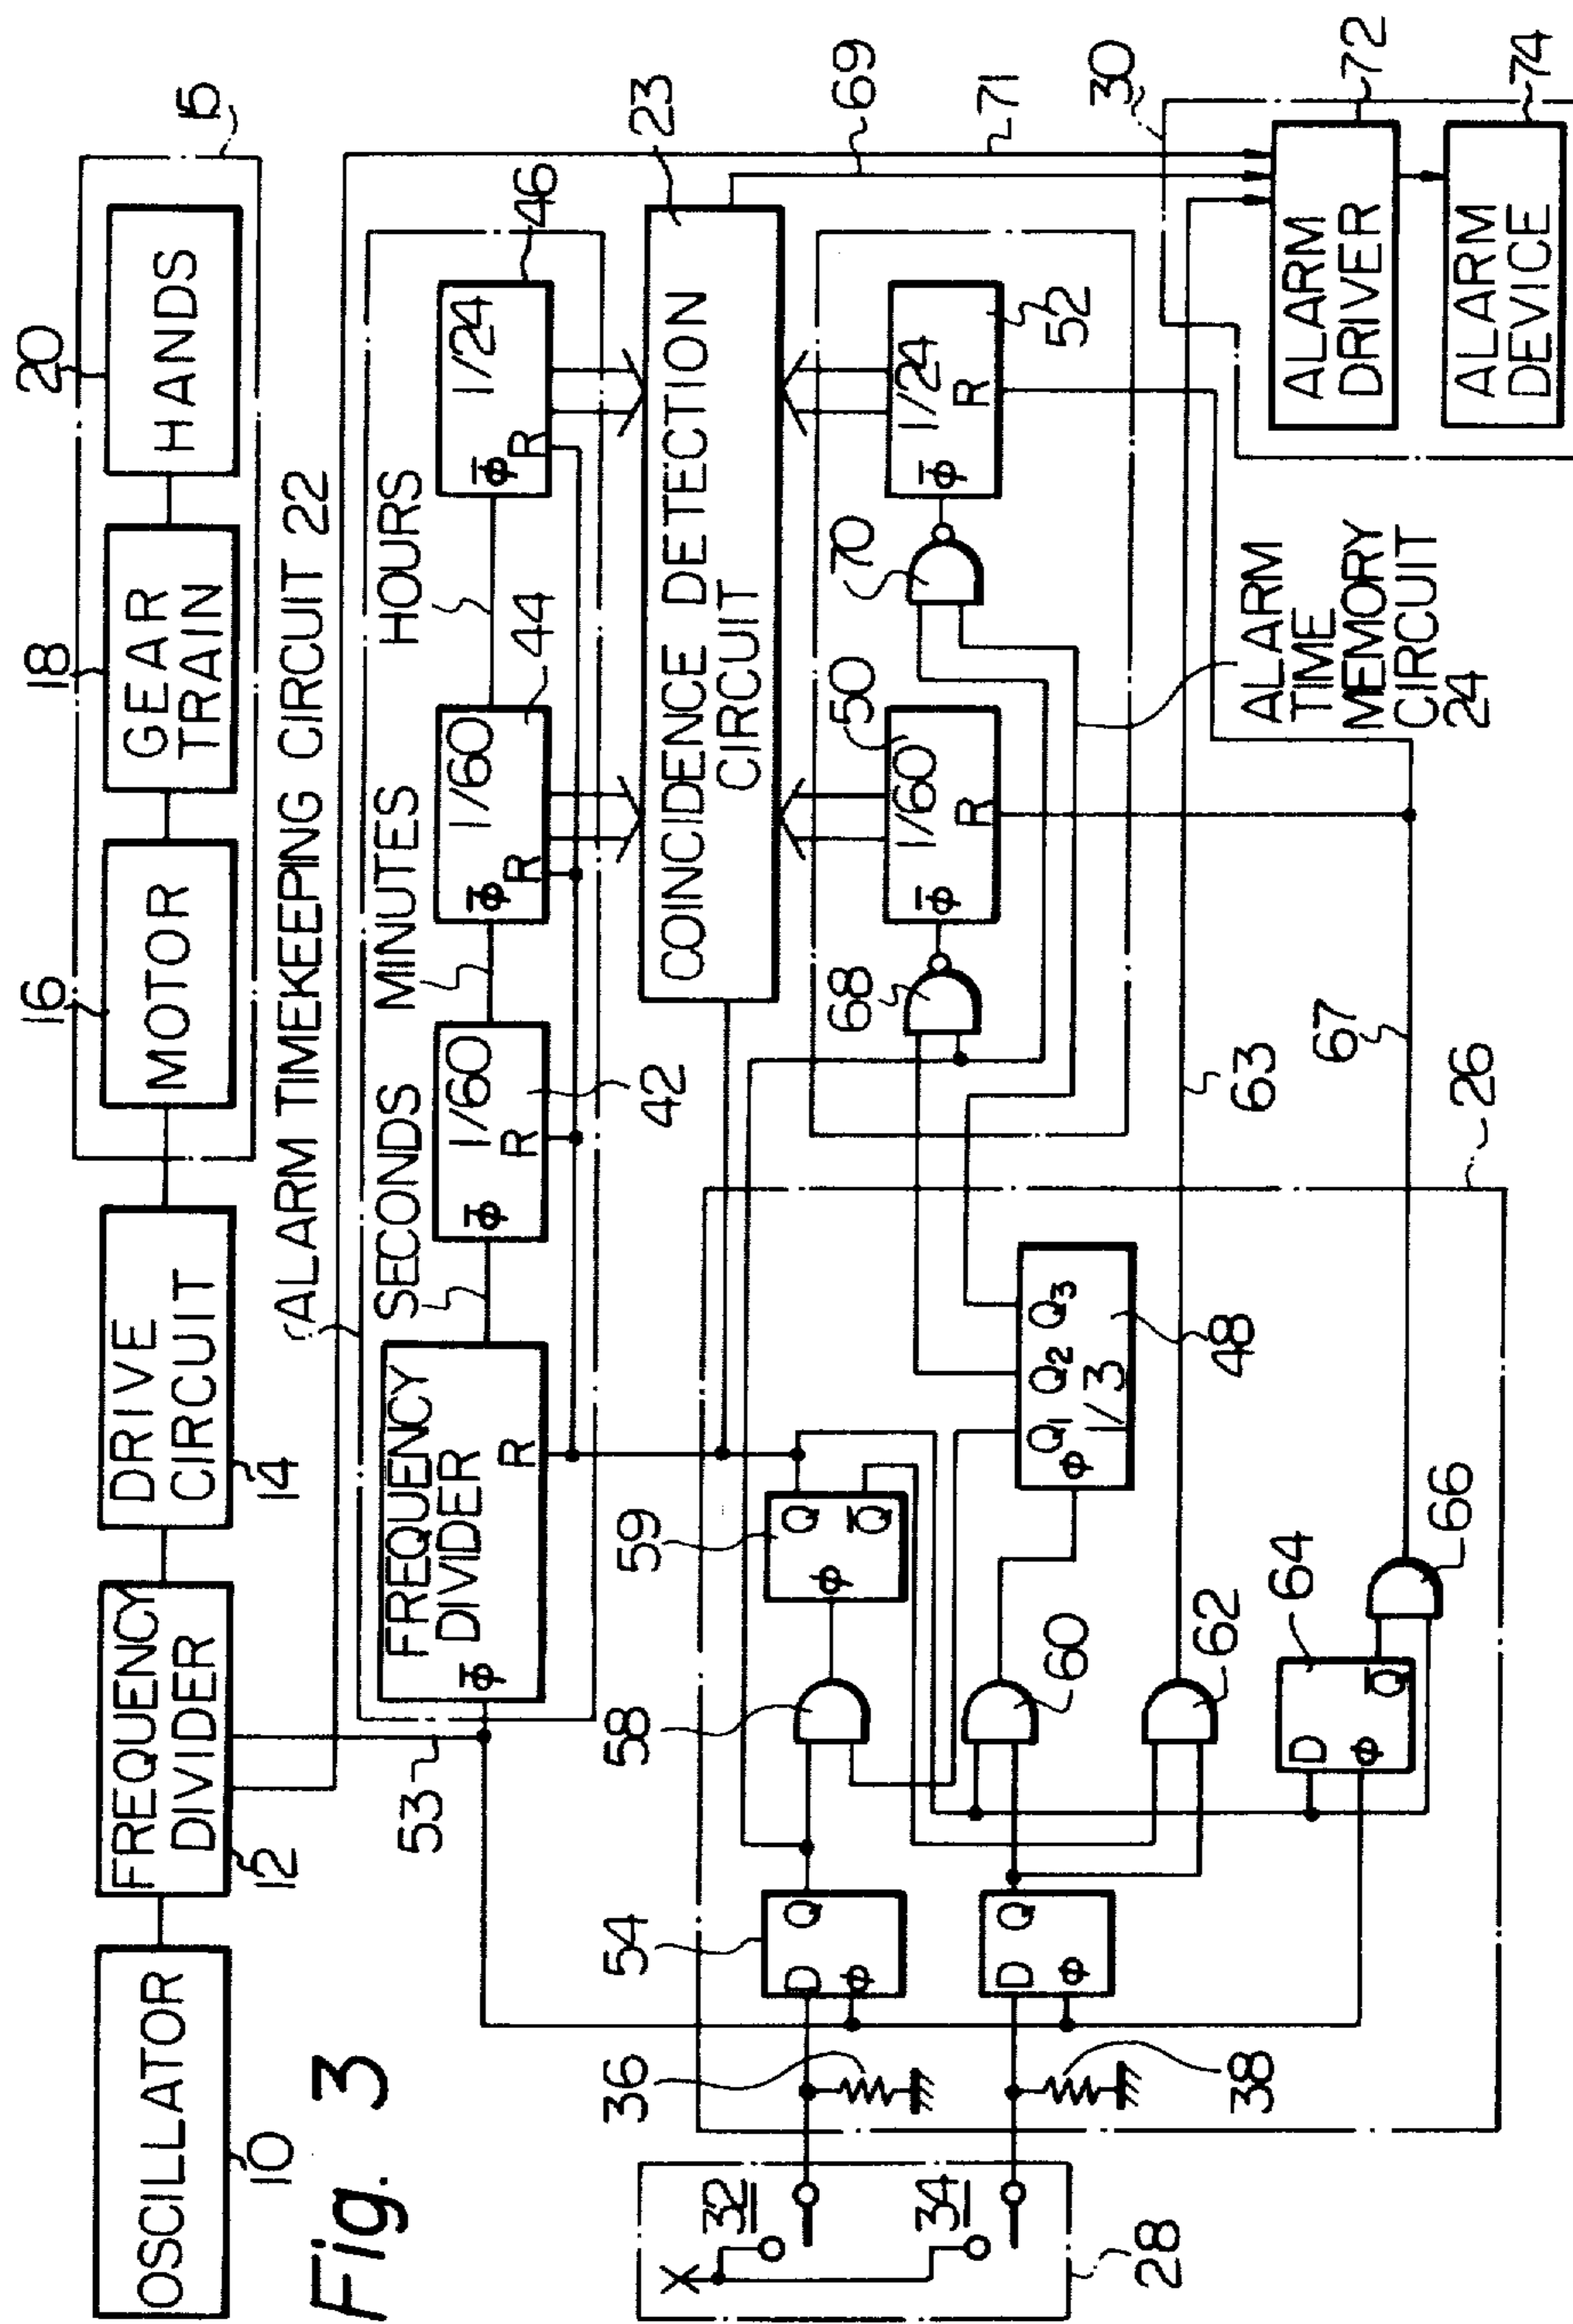 Fig. 3
OSCILLATOR
10
FREQUENCY
DIVIDER
12
DRIVE
CIRCUIT
14
15
16
MOTOR
18
GEAR
TRAIN
20
HANDS
ALARM TIMEKEEPING CIRCUIT 22
SECONDS
MINUTES
HOURS
FREQUENCY
DIVIDER
Φ̅
R
53
1/60
Φ̅
R
42
1/60
Φ̅
R
44
1/24
Φ̅
R
46
COINCIDENCE DETECTION
CIRCUIT
23
69
71
X
32
34
28
36
38
54
D
Q
Φ
D
Q
Φ
58
59
Φ
Q
Q̅
60
62
Q1 Q2 Q3
Φ 1/3
48
64
D
Φ
Q̅
66
26
63
67
68
50
1/60
Φ̅
R
70
1/24
Φ̅
R
52
ALARM
TIME
MEMORY
CIRCUIT
24
30
ALARM
DRIVER
72
ALARM
DEVICE
74